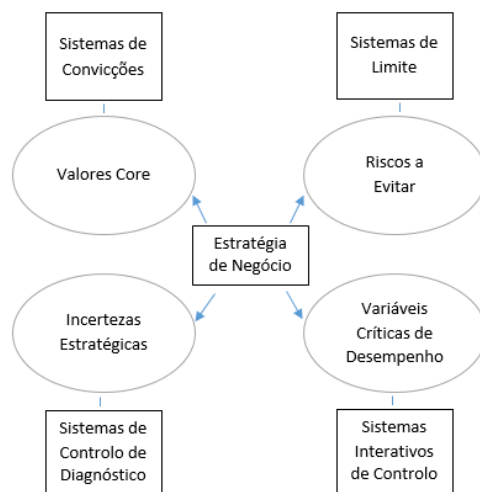 Sistemas de
Convicções
Sistemas de
Limite
Valores Core
Riscos a
Evitar
Estratégia
de Negócio
Incertezas
Estratégicas
Variáveis
Críticas de
Desempenho
Sistemas de
Controlo de
Diagnóstico
Sistemas
Interativos
de Controlo